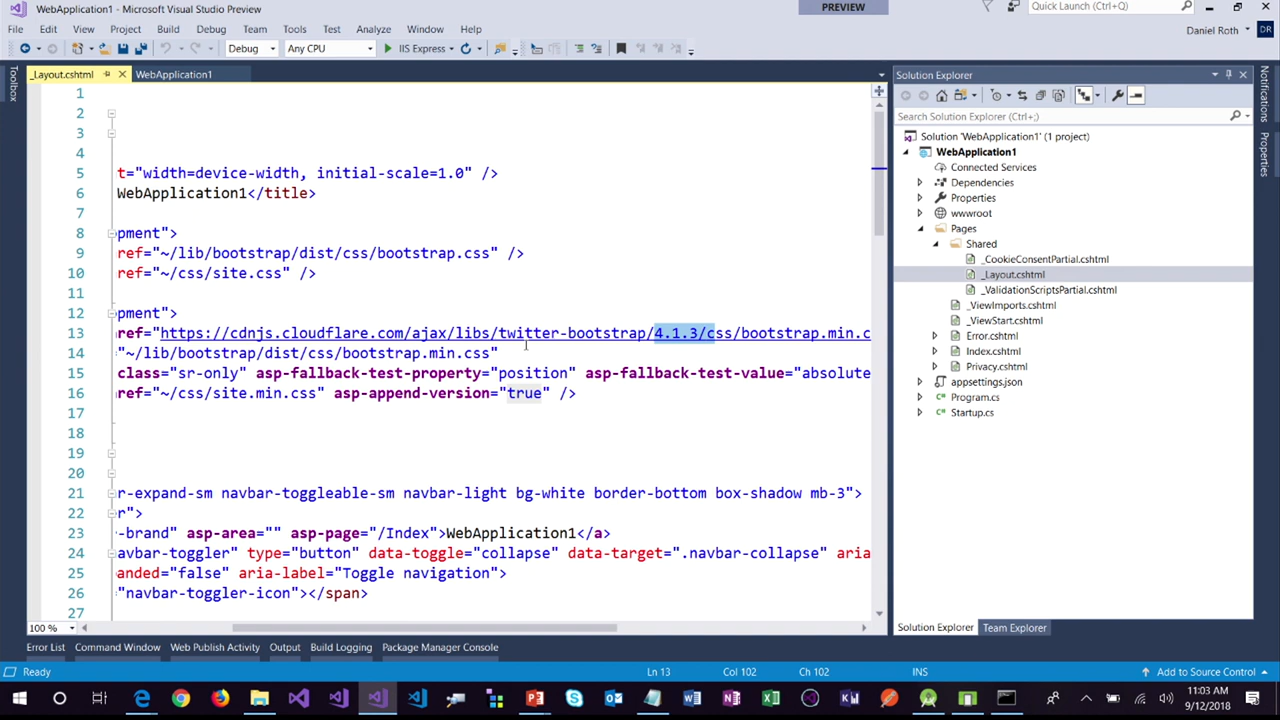 WebApplication1 - Microsoft Visual Studio Preview
PREVIEW
Quick Launch (Ctrl+Q)
File Edit View Project Build Debug Team Tools Test Analyze Window Help
Daniel Roth DR
Debug Any CPU IIS Express
Toolbox
_Layout.cshtml WebApplication1
1
2
3
4
5 t="width=device-width, initial-scale=1.0" />
6 WebApplication1</title>
7
8 pment">
9 ref="~/lib/bootstrap/dist/css/bootstrap.css" />
10 ref="~/css/site.css" />
11
12 pment">
13 ref="https://cdnjs.cloudflare.com/ajax/libs/twitter-bootstrap/4.1.3/css/bootstrap.min.c
14 "~/lib/bootstrap/dist/css/bootstrap.min.css"
15 class="sr-only" asp-fallback-test-property="position" asp-fallback-test-value="absolute
16 ref="~/css/site.min.css" asp-append-version="true" />
17
18
19
20
21 r-expand-sm navbar-toggleable-sm navbar-light bg-white border-bottom box-shadow mb-3">
22 r">
23 -brand" asp-area="" asp-page="/Index">WebApplication1</a>
24 avbar-toggler" type="button" data-toggle="collapse" data-target=".navbar-collapse" aria
25 anded="false" aria-label="Toggle navigation">
26 "navbar-toggler-icon"></span>
27
100 %
Solution Explorer
Search Solution Explorer (Ctrl+;)
Solution 'WebApplication1' (1 project)
WebApplication1
Connected Services
Dependencies
Properties
wwwroot
Pages
Shared
_CookieConsentPartial.cshtml
_Layout.cshtml
_ValidationScriptsPartial.cshtml
_ViewImports.cshtml
_ViewStart.cshtml
Error.cshtml
Index.cshtml
Privacy.cshtml
appsettings.json
Program.cs
Startup.cs
Solution Explorer Team Explorer
Notifications
Properties
Error List Command Window Web Publish Activity Output Build Logging Package Manager Console
Ready Ln 13 Col 102 Ch 102 INS Add to Source Control
11:03 AM
9/12/2018